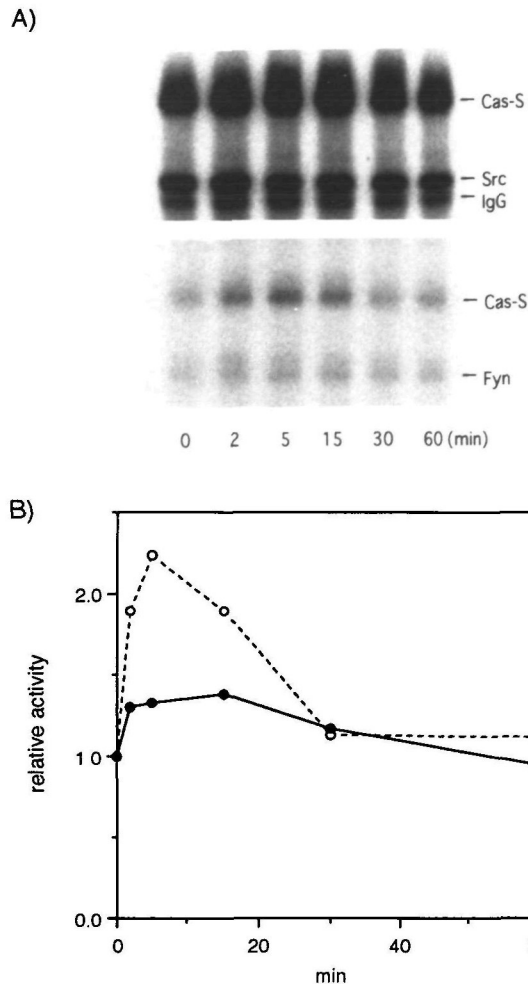 A)
Cas-S
Src
IgG
Cas-S
Fyn
0 2 5 15 30 60 (min)
B)
2.0
1.0
0.0
relative activity
0 20 40
min